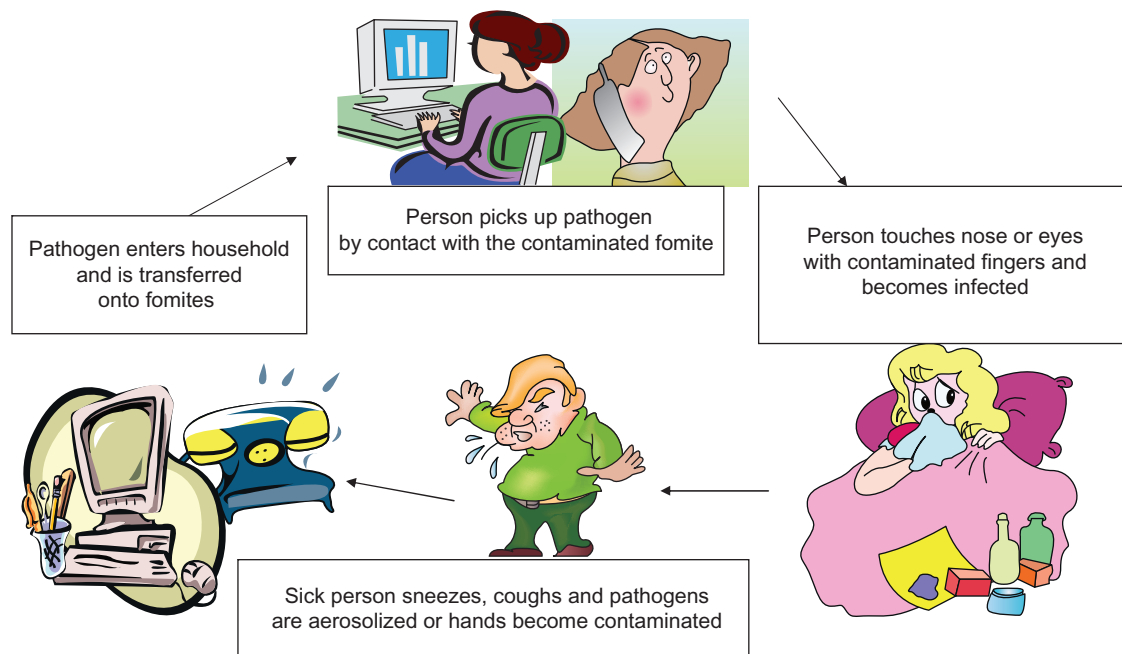 Person picks up pathogen
by contact with the contaminated fomite
Pathogen enters household
and is transferred
onto fomites
Person touches nose or eyes
with contaminated fingers and
becomes infected
Sick person sneezes, coughs and pathogens
are aerosolized or hands become contaminated